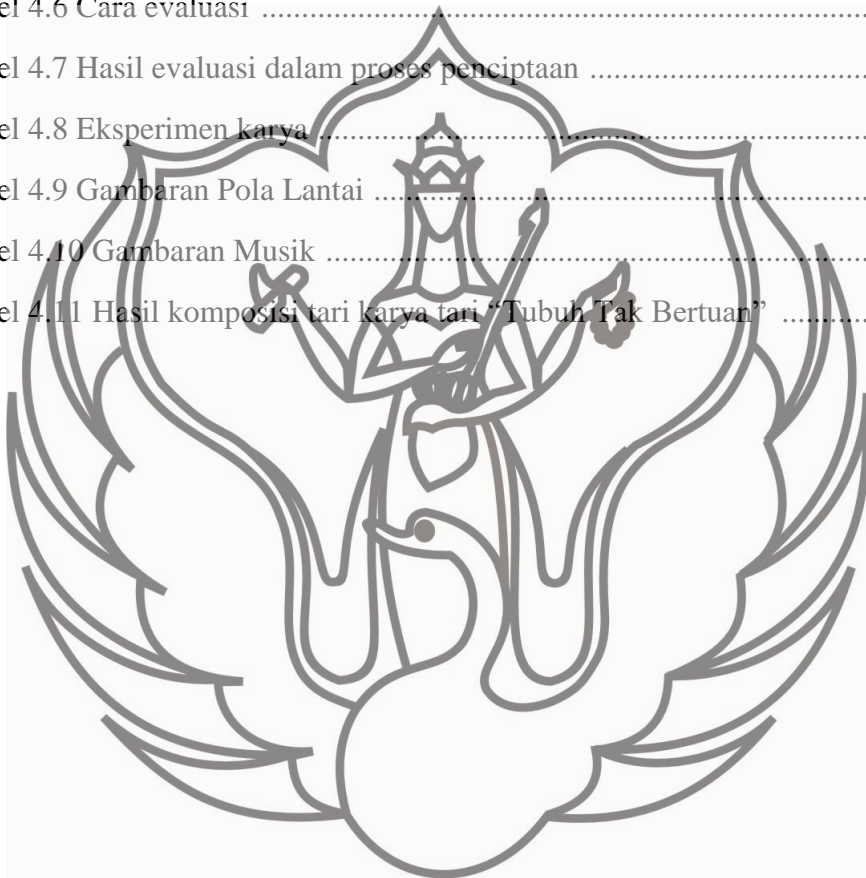 el 4.6 Cara evaluasi ....................................................................................
el 4.7 Hasil evaluasi dalam proses penciptaan ......................................
el 4.8 Eksperimen karya ............................................................................
el 4.9 Gambaran Pola Lantai ....................................................................
el 4.10 Gambaran Musik ..........................................................................
el 4.11 Hasil komposisi tari karya tari “Tubuh Tak Bertuan” ............